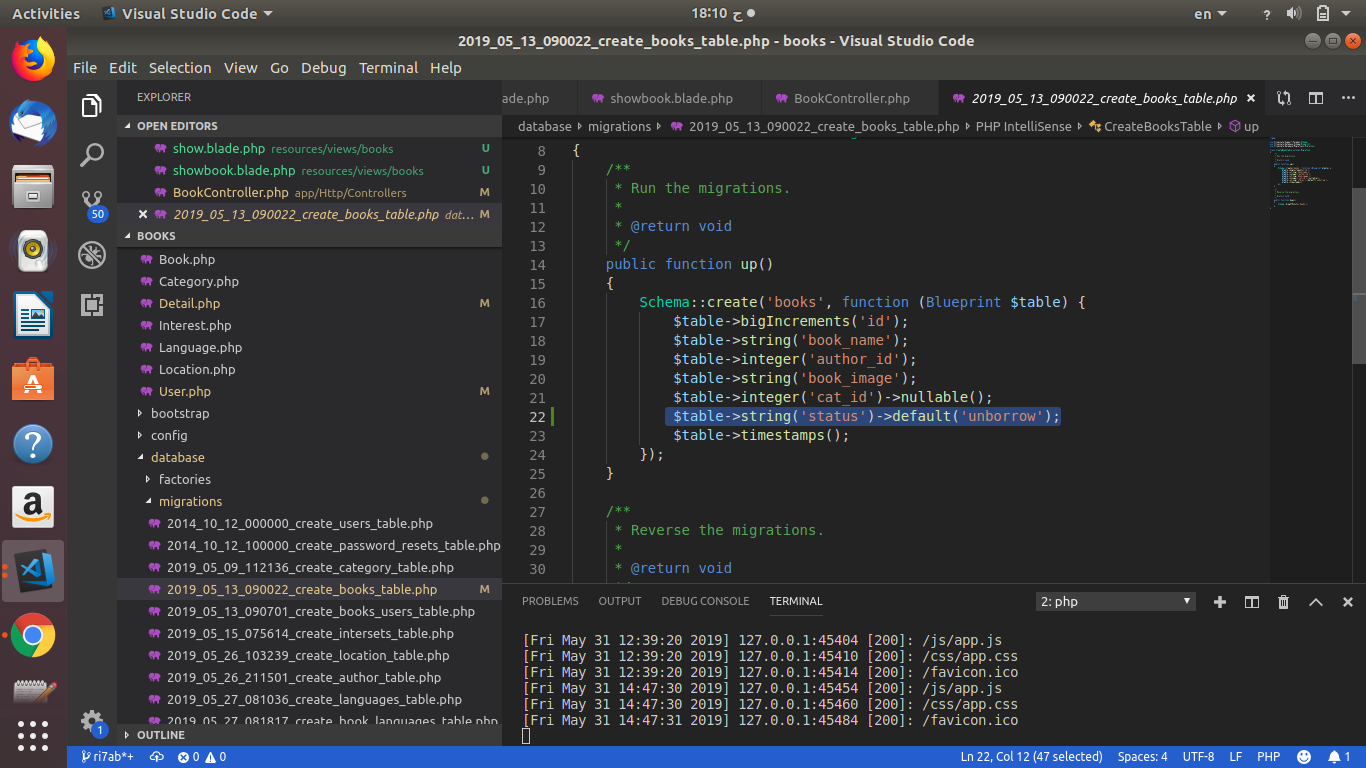 Activities
Visual Studio Code
18:10 ج
en
?
2019_05_13_090022_create_books_table.php - books - Visual Studio Code
File Edit Selection View Go Debug Terminal Help
EXPLORER
OPEN EDITORS
show.blade.php resources/views/books U
showbook.blade.php resources/views/books U
BookController.php app/Http/Controllers M
2019_05_13_090022_create_books_table.php dat... M
BOOKS
Book.php
Category.php
Detail.php M
Interest.php
Language.php
Location.php
User.php M
bootstrap
config
database
factories
migrations
2014_10_12_000000_create_users_table.php
2014_10_12_100000_create_password_resets_table.php
2019_05_09_112136_create_category_table.php
2019_05_13_090022_create_books_table.php M
2019_05_13_090701_create_books_users_table.php
2019_05_15_075614_create_intersets_table.php
2019_05_26_103239_create_location_table.php
2019_05_26_211501_create_author_table.php
2019_05_27_081036_create_languages_table.php
2019_05_27_081817_create_book_languages_table.php
OUTLINE
50
1
ade.php
showbook.blade.php
BookController.php
2019_05_13_090022_create_books_table.php
database migrations 2019_05_13_090022_create_books_table.php PHP IntelliSense CreateBooksTable up
8 {
9 /**
10 * Run the migrations.
11 *
12 * @return void
13 */
14 public function up()
15 {
16 Schema::create('books', function (Blueprint $table) {
17 $table->bigIncrements('id');
18 $table->string('book_name');
19 $table->integer('author_id');
20 $table->string('book_image');
21 $table->integer('cat_id')->nullable();
22 $table->string('status')->default('unborrow');
23 $table->timestamps();
24 });
25 }
26
27 /**
28 * Reverse the migrations.
29 *
30 * @return void
PROBLEMS OUTPUT DEBUG CONSOLE TERMINAL
2: php
[Fri May 31 12:39:20 2019] 127.0.0.1:45404 [200]: /js/app.js
[Fri May 31 12:39:20 2019] 127.0.0.1:45410 [200]: /css/app.css
[Fri May 31 12:39:20 2019] 127.0.0.1:45414 [200]: /favicon.ico
[Fri May 31 14:47:30 2019] 127.0.0.1:45454 [200]: /js/app.js
[Fri May 31 14:47:30 2019] 127.0.0.1:45460 [200]: /css/app.css
[Fri May 31 14:47:31 2019] 127.0.0.1:45484 [200]: /favicon.ico
ri7ab*+
0 0
Ln 22, Col 12 (47 selected) Spaces: 4 UTF-8 LF PHP 1